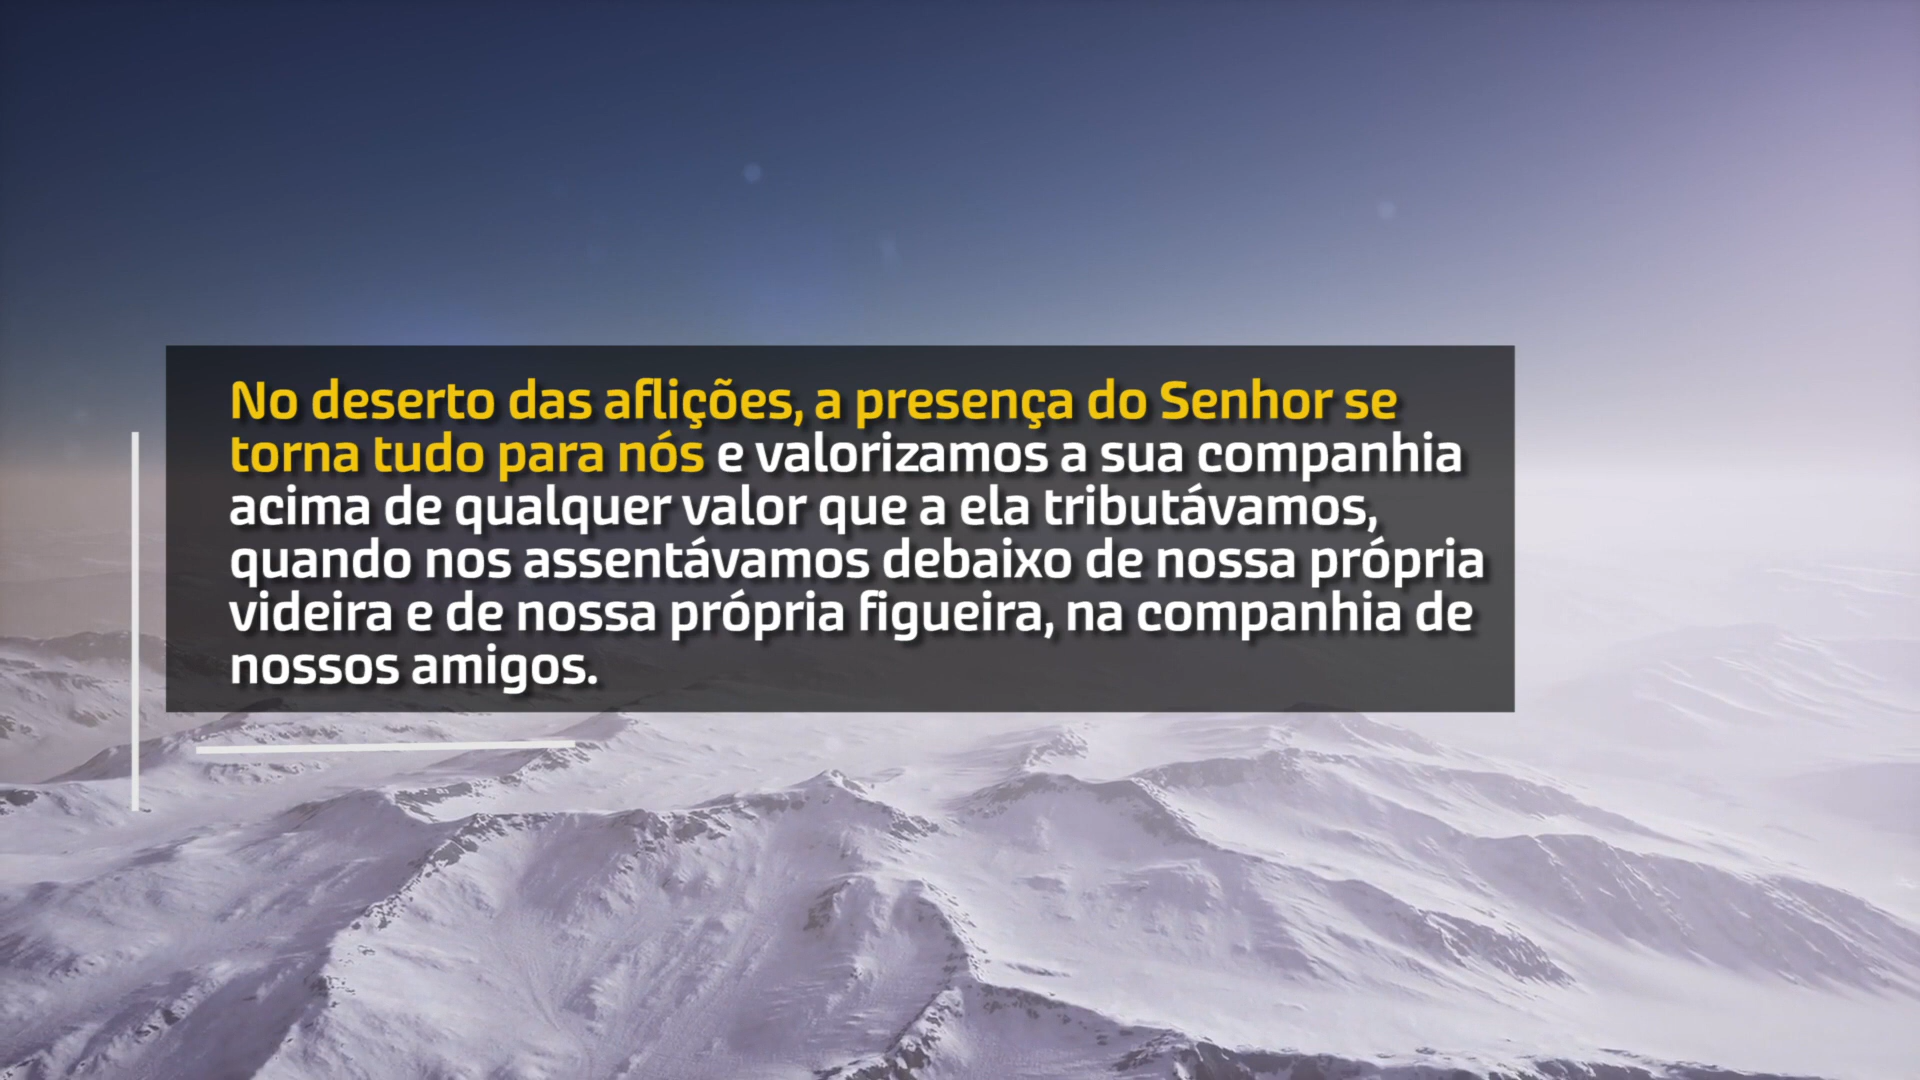 No deserto das aflições, a presença do Senhor se
torna tudo para nós e valorizamos a sua companhia
acima de qualquer valor que a ela tributávamos,
quando nos assentávamos debaixo de nossa própria
videira e de nossa própria figueira, na companhia de
nossos amigos.